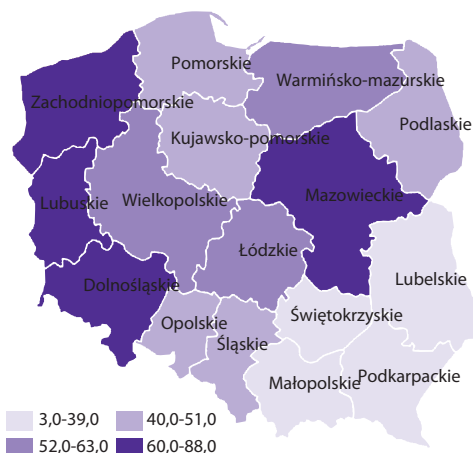 Pomorskie
Warmińsko-mazurskie
Zachodniopomorskie
Podlaskie
Kujawsko-pomorskie
Mazowieckie
Lubuskie
Wielkopolskie
Łódzkie
Lubelskie
Dolnośląskie
Opolskie
Świętokrzyskie
Śląskie
Małopolskie
Podkarpackie
3,0-39,0
40,0-51,0
52,0-63,0
60,0-88,0